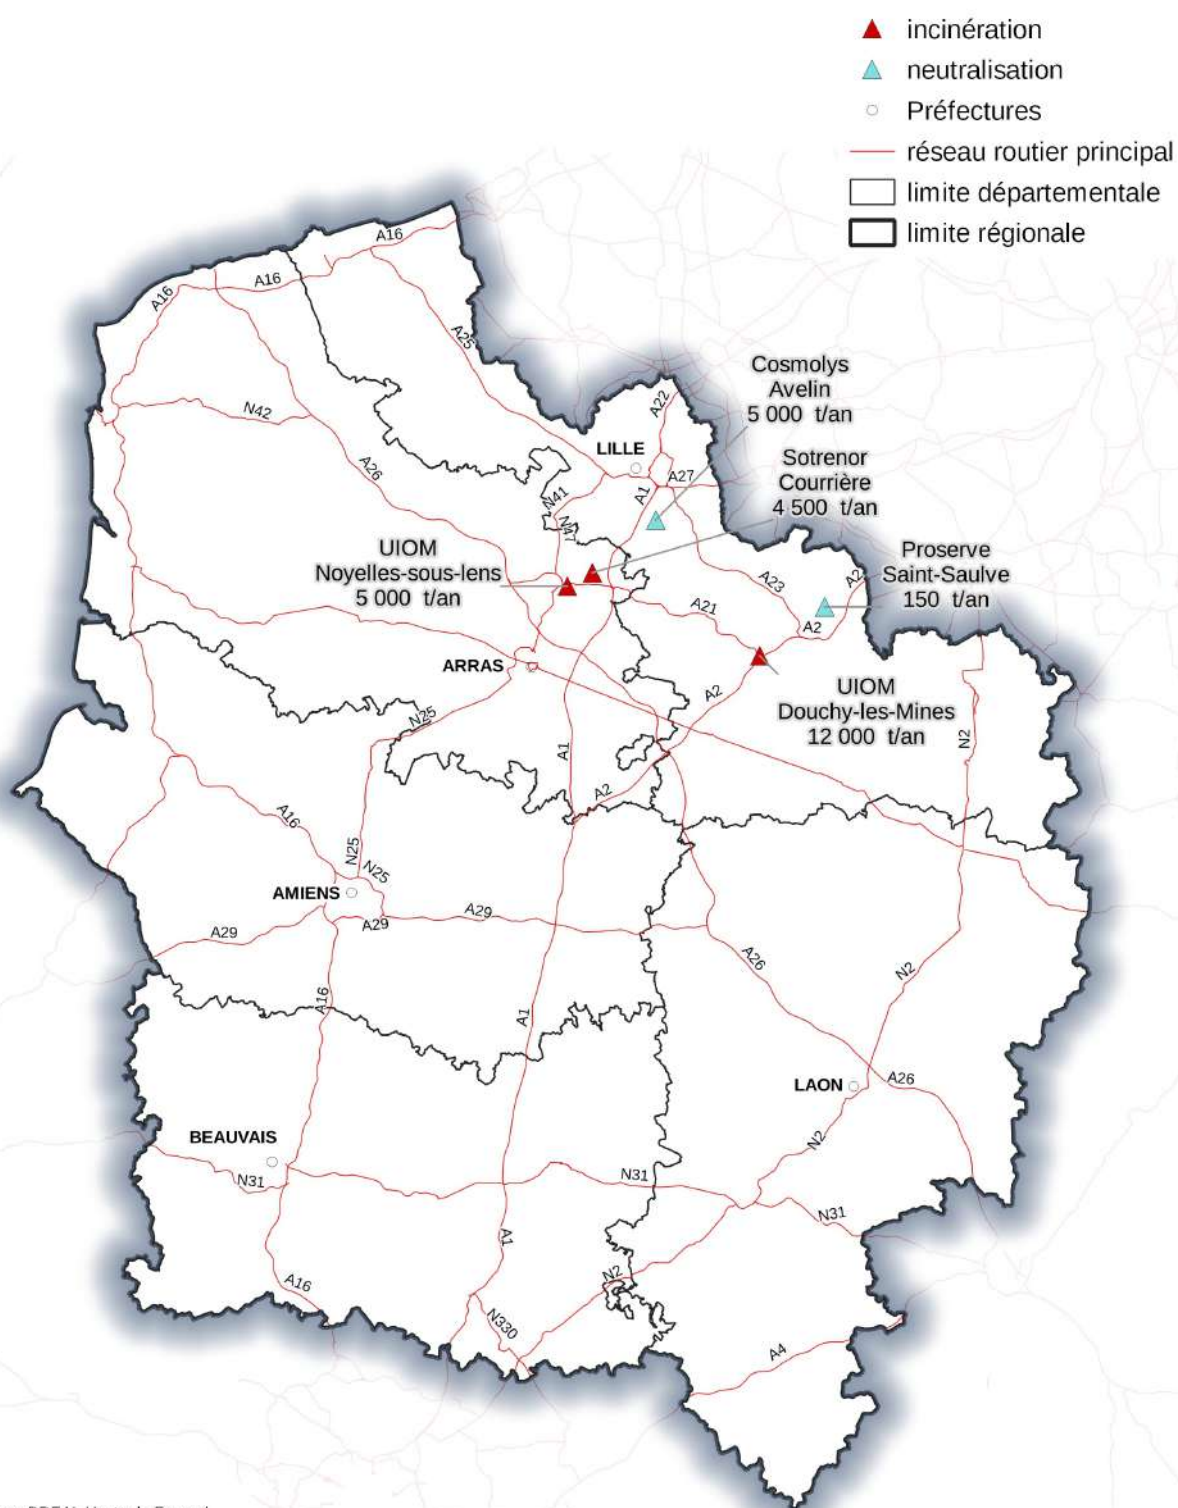 incinération
neutralisation
Préfectures
réseau routier principal
limite départementale
limite régionale
A16
A16
A16
A25
Cosmolys
Avelin
5 000 t/an
A22
N42
LILLE
Sotrenor
Courrière
4 500 t/an
A26
A27
A1
N41
N47
UIOM
Noyelles-sous-lens
5 000 t/an
Proserve
Saint-Saulve
150 t/an
A23
A2
A21
A2
ARRAS
UIOM
Douchy-les-Mines
12 000 t/an
A2
N25
A1
N2
A2
A16
N25
N25
AMIENS
A29
A29
A29
A26
N2
A16
A1
LAON
A26
BEAUVAIS
N2
N31
N31
N31
A1
A16
N2
N330
A4